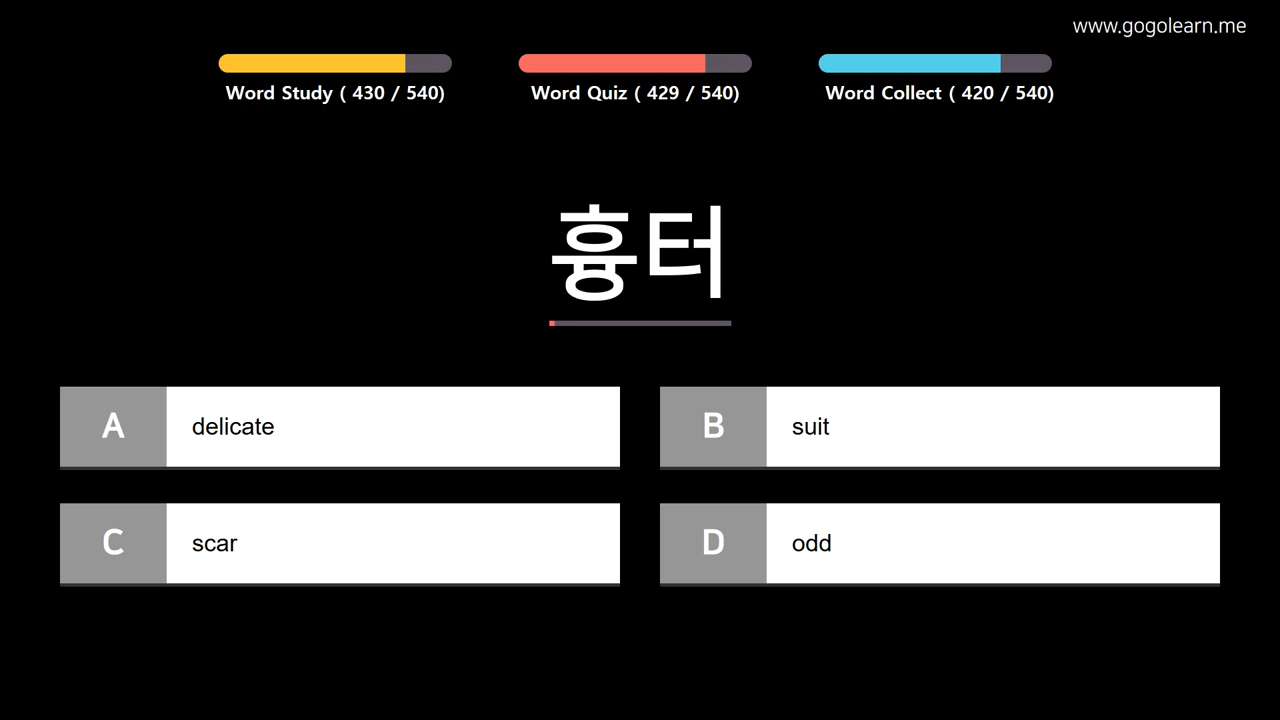 www.gogolearn.me
Word Study ( 430 / 540)
Word Quiz ( 429 / 540)
Word Collect ( 420 / 540)
흉터
A delicate
B suit
C scar
D odd